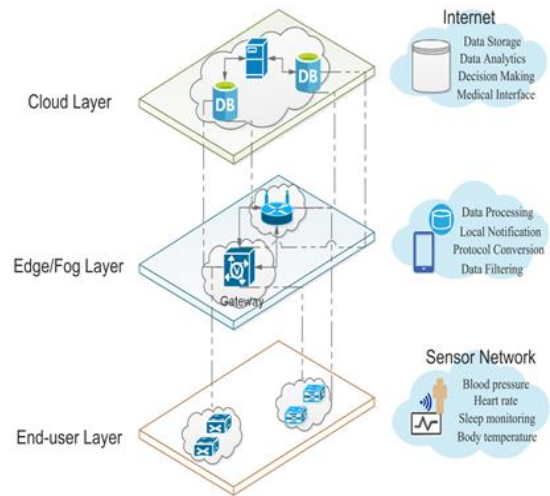 Internet
Data Storage
Data Analytics
Decision Making
Medical Interface
DB
DB
Cloud Layer
Data Processing
Local Notification
Protocol Conversion
Data Filtering
Edge/Fog Layer
V
Gateway
Sensor Network
Blood pressure
Heart rate
Sleep monitoring
Body temperature
End-user Layer